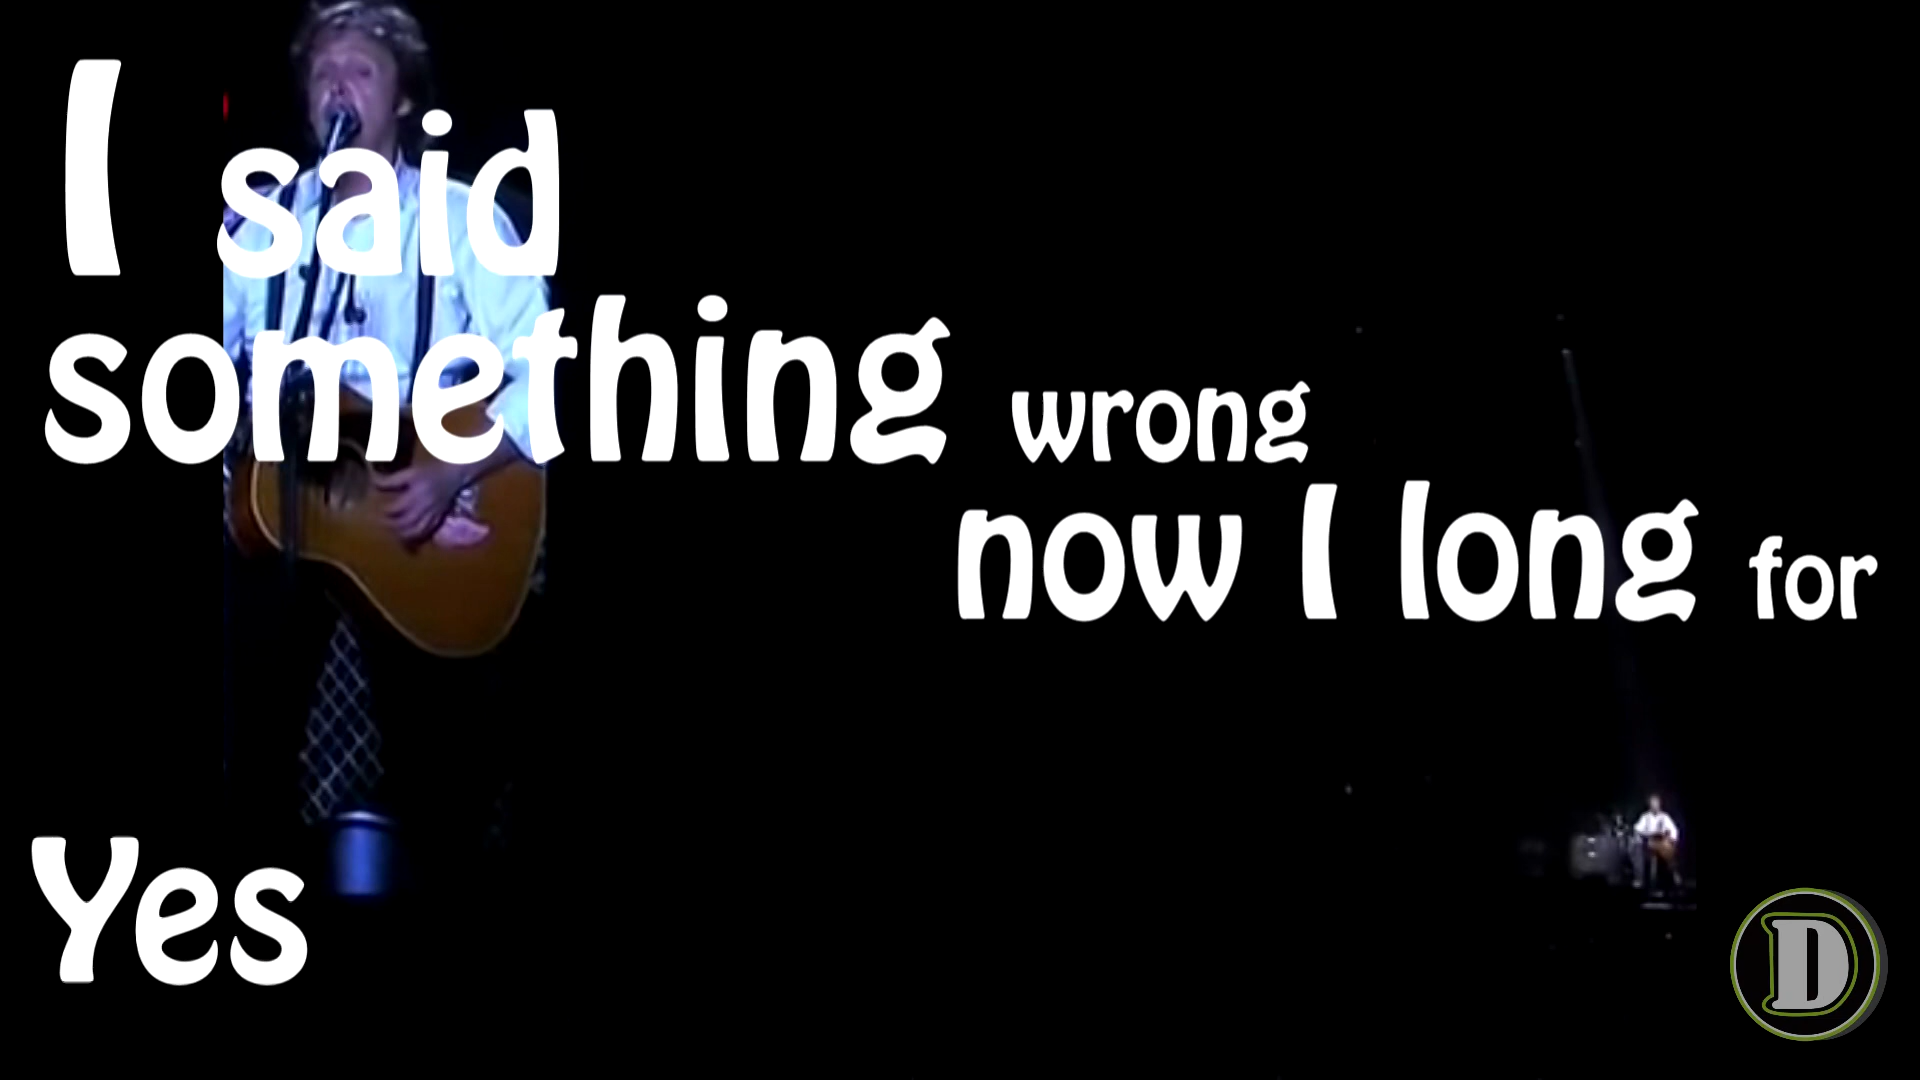 I said
something wrong
now I long for
Yes
D